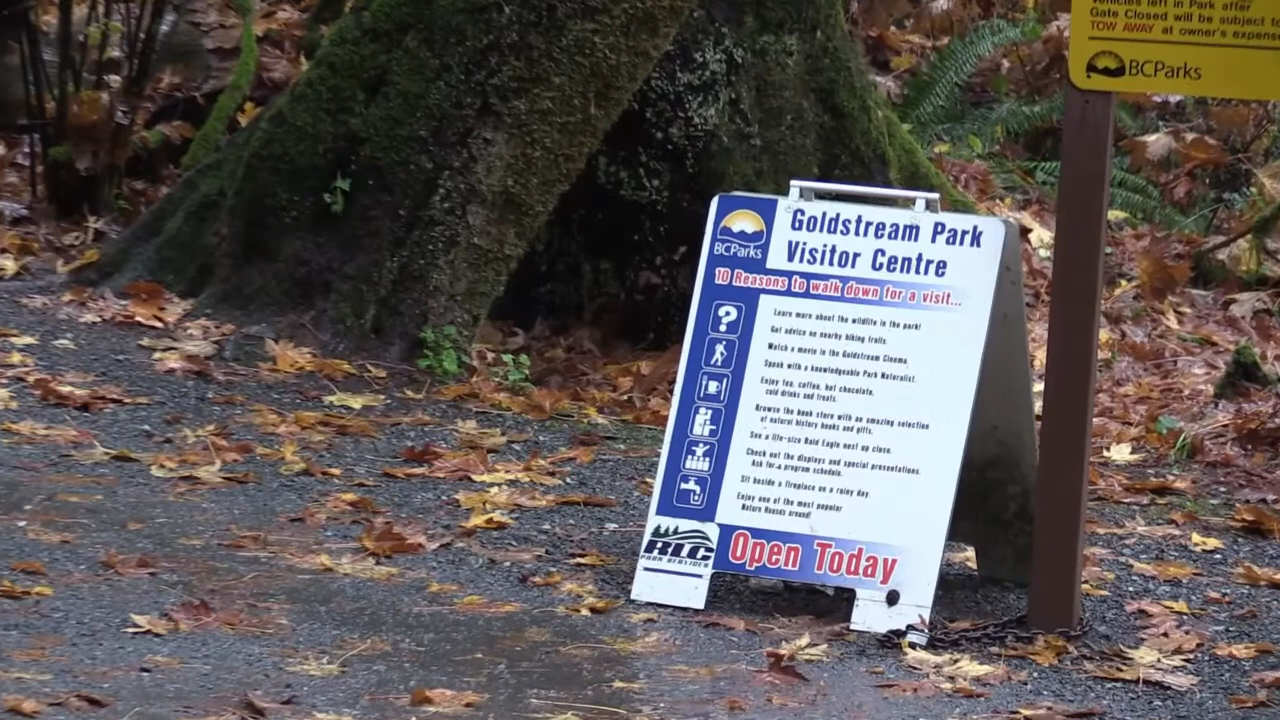 Vehicles left in Park after
Gate Closed will be subject to
TOW AWAY at owner's expense
BCParks
BCParks
Goldstream Park
Visitor Centre
10 Reasons to walk down for a visit...
?
Learn more about the wildlife in the park!
Get advice on nearby hiking trails.
Watch a movie in the Goldstream Cinema.
Speak with a knowledgeable Park Naturalist.
Enjoy tea, coffee, hot chocolate,
cold drinks and treats.
Browse the book store with an amazing selection
of natural history books and gifts.
See a life-size Bald Eagle nest up close.
Check out the displays and special presentations.
Ask for a program schedule.
Sit beside a fireplace on a rainy day.
Enjoy one of the most popular
Nature Houses around!
RLC
PARK SERVICES
Open Today